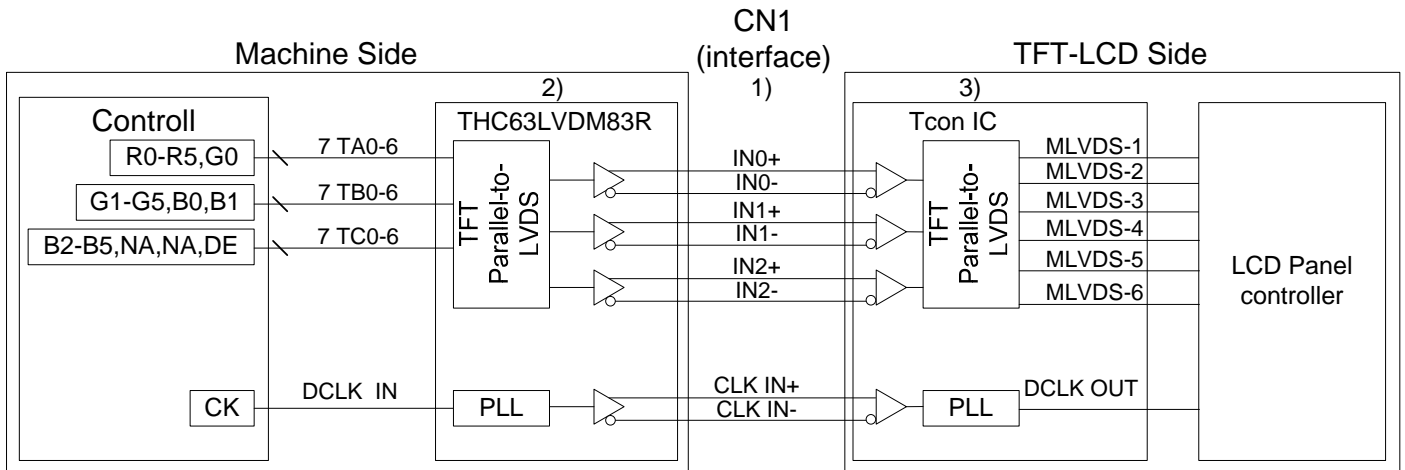 CN1
(interface)
1)
Machine Side
TFT-LCD Side
Controll
R0-R5,G0
G1-G5,B0,B1
B2-B5,NA,NA,DE
CK
7 TA0-6
7 TB0-6
7 TC0-6
DCLK IN
2)
THC63LVDM83R
TFT
Parallel-to-
LVDS
PLL
IN0+
IN0-
IN1+
IN1-
IN2+
IN2-
CLK IN+
CLK IN-
3)
Tcon IC
TFT
Parallel-to-
LVDS
PLL
MLVDS-1
MLVDS-2
MLVDS-3
MLVDS-4
MLVDS-5
MLVDS-6
DCLK OUT
LCD Panel
controller